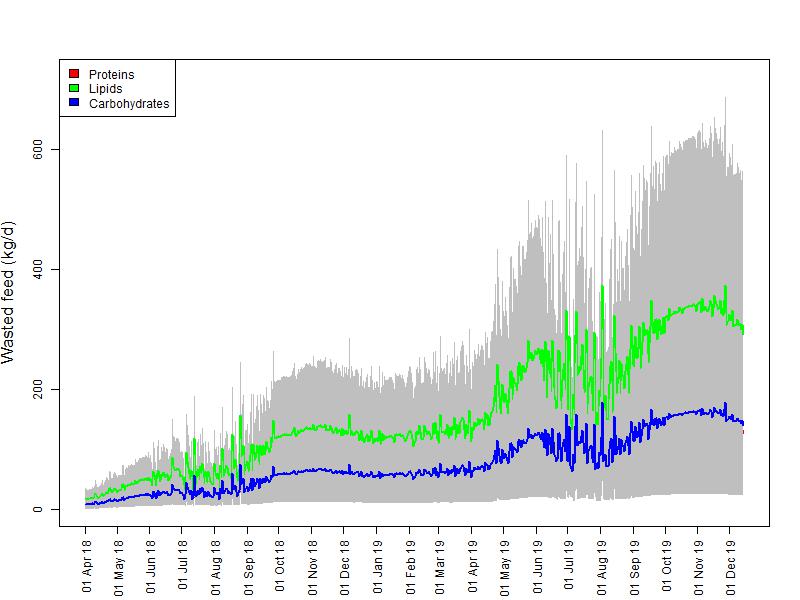 Proteins
Lipids
Carbohydrates
Wasted feed (kg/d)
600
400
200
0
01 Apr 18
01 May 18
01 Jun 18
01 Jul 18
01 Aug 18
01 Sep 18
01 Oct 18
01 Nov 18
01 Dec 18
01 Jan 19
01 Feb 19
01 Mar 19
01 Apr 19
01 May 19
01 Jun 19
01 Jul 19
01 Aug 19
01 Sep 19
01 Oct 19
01 Nov 19
01 Dec 19